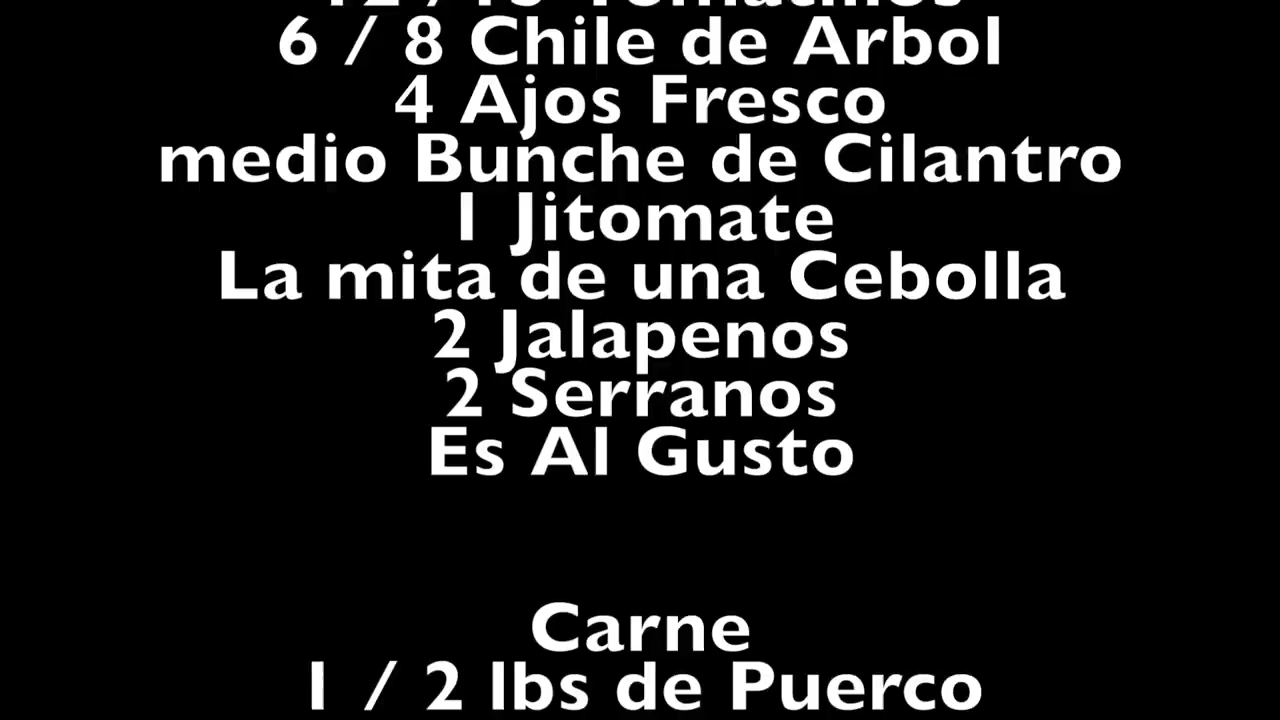 6 / 8 Chile de Arbol
4 Ajos Fresco
medio Bunche de Cilantro
1 Jitomate
La mita de una Cebolla
2 Jalapenos
2 Serranos
Es Al Gusto
Carne
1 / 2 lbs de Puerco